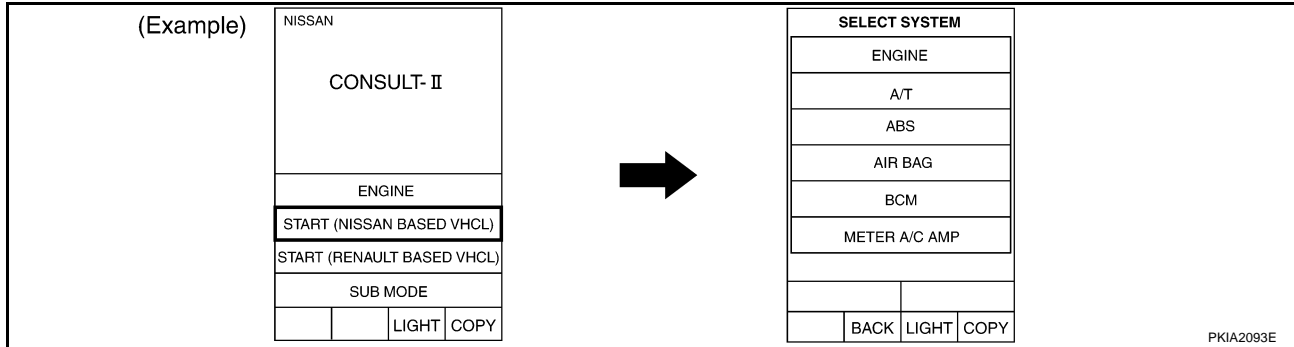 (Example)
NISSAN
CONSULT-Ⅱ
ENGINE
START (NISSAN BASED VHCL)
START (RENAULT BASED VHCL)
SUB MODE
LIGHT COPY
SELECT SYSTEM
ENGINE
A/T
ABS
AIR BAG
BCM
METER A/C AMP
BACK LIGHT COPY
PKIA2093E